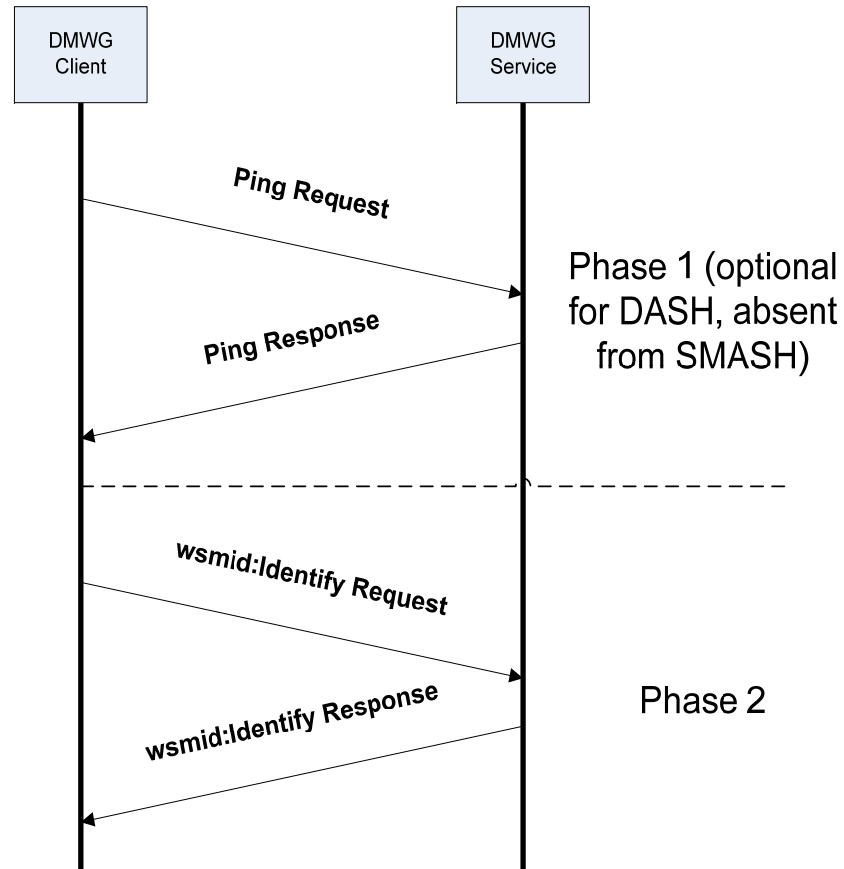 DMWG
Client
DMWG
Service
Ping Request
Phase 1 (optional
for DASH, absent
from SMASH)
Ping Response
wsmid:Identify Request
Phase 2
wsmid:Identify Response